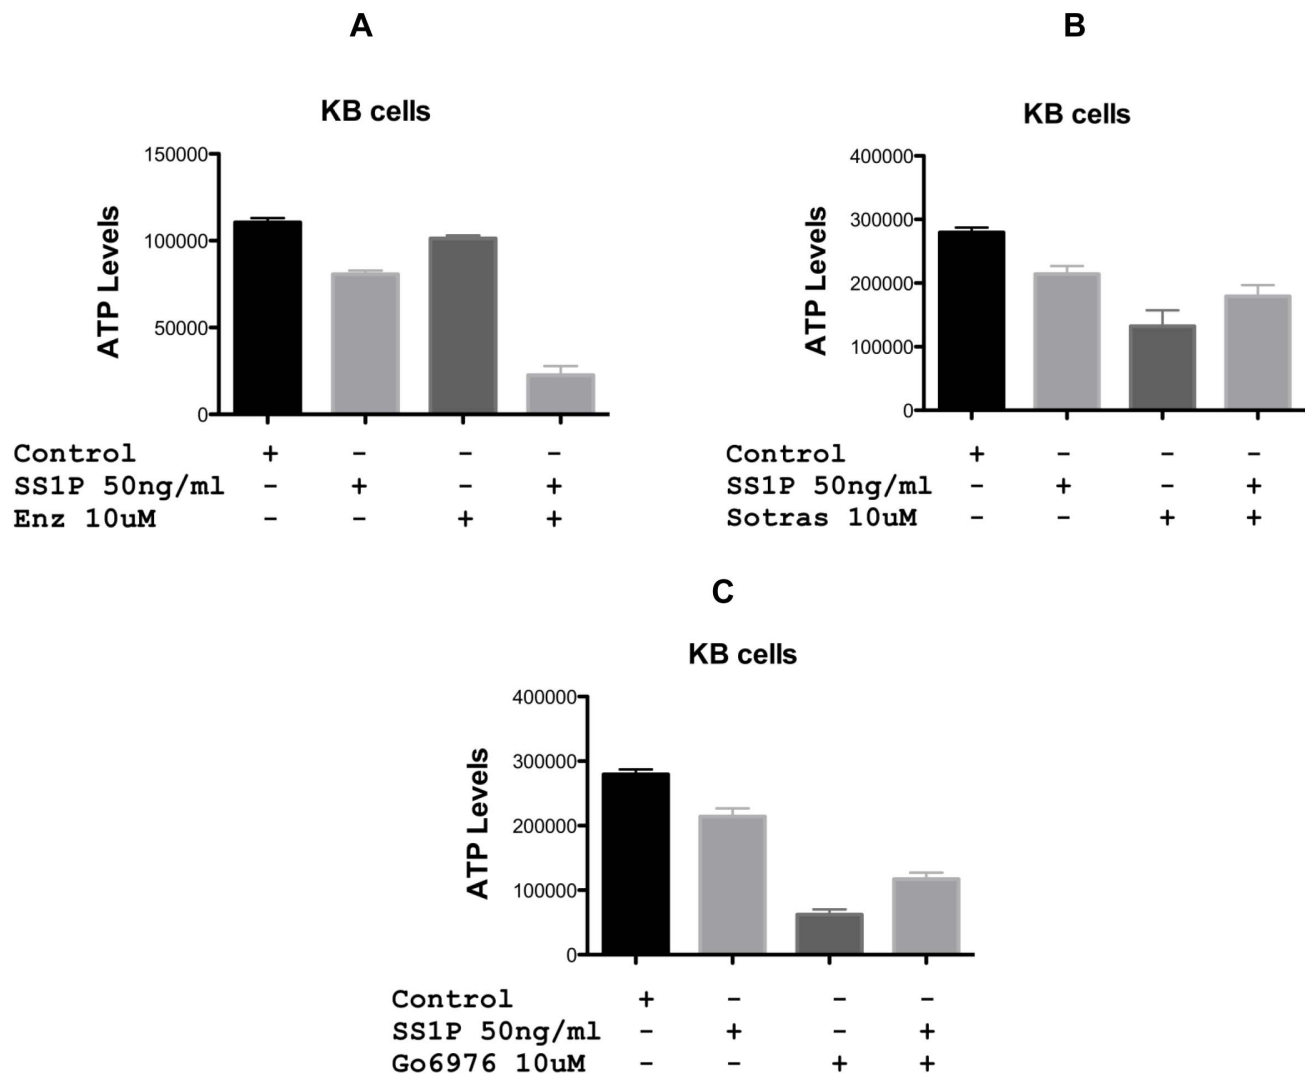 A
KB cells
ATP Levels
150000
100000
50000
0
Control + - - -
SS1P 50ng/ml - + - +
Enz 10uM - - + +
B
KB cells
ATP Levels
400000
300000
200000
100000
0
Control + - - -
SS1P 50ng/ml - + - +
Sotras 10uM - - + +
C
KB cells
ATP Levels
400000
300000
200000
100000
0
Control + - - -
SS1P 50ng/ml - + - +
Go6976 10uM - - + +